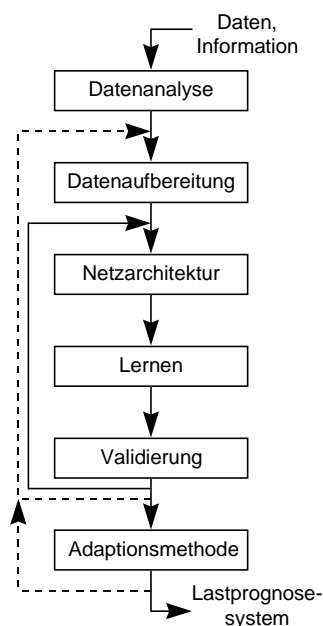 Daten,
Information
Datenanalyse
Datenaufbereitung
Netzarchitektur
Lernen
Validierung
Adaptionsmethode
Lastprognose-
system